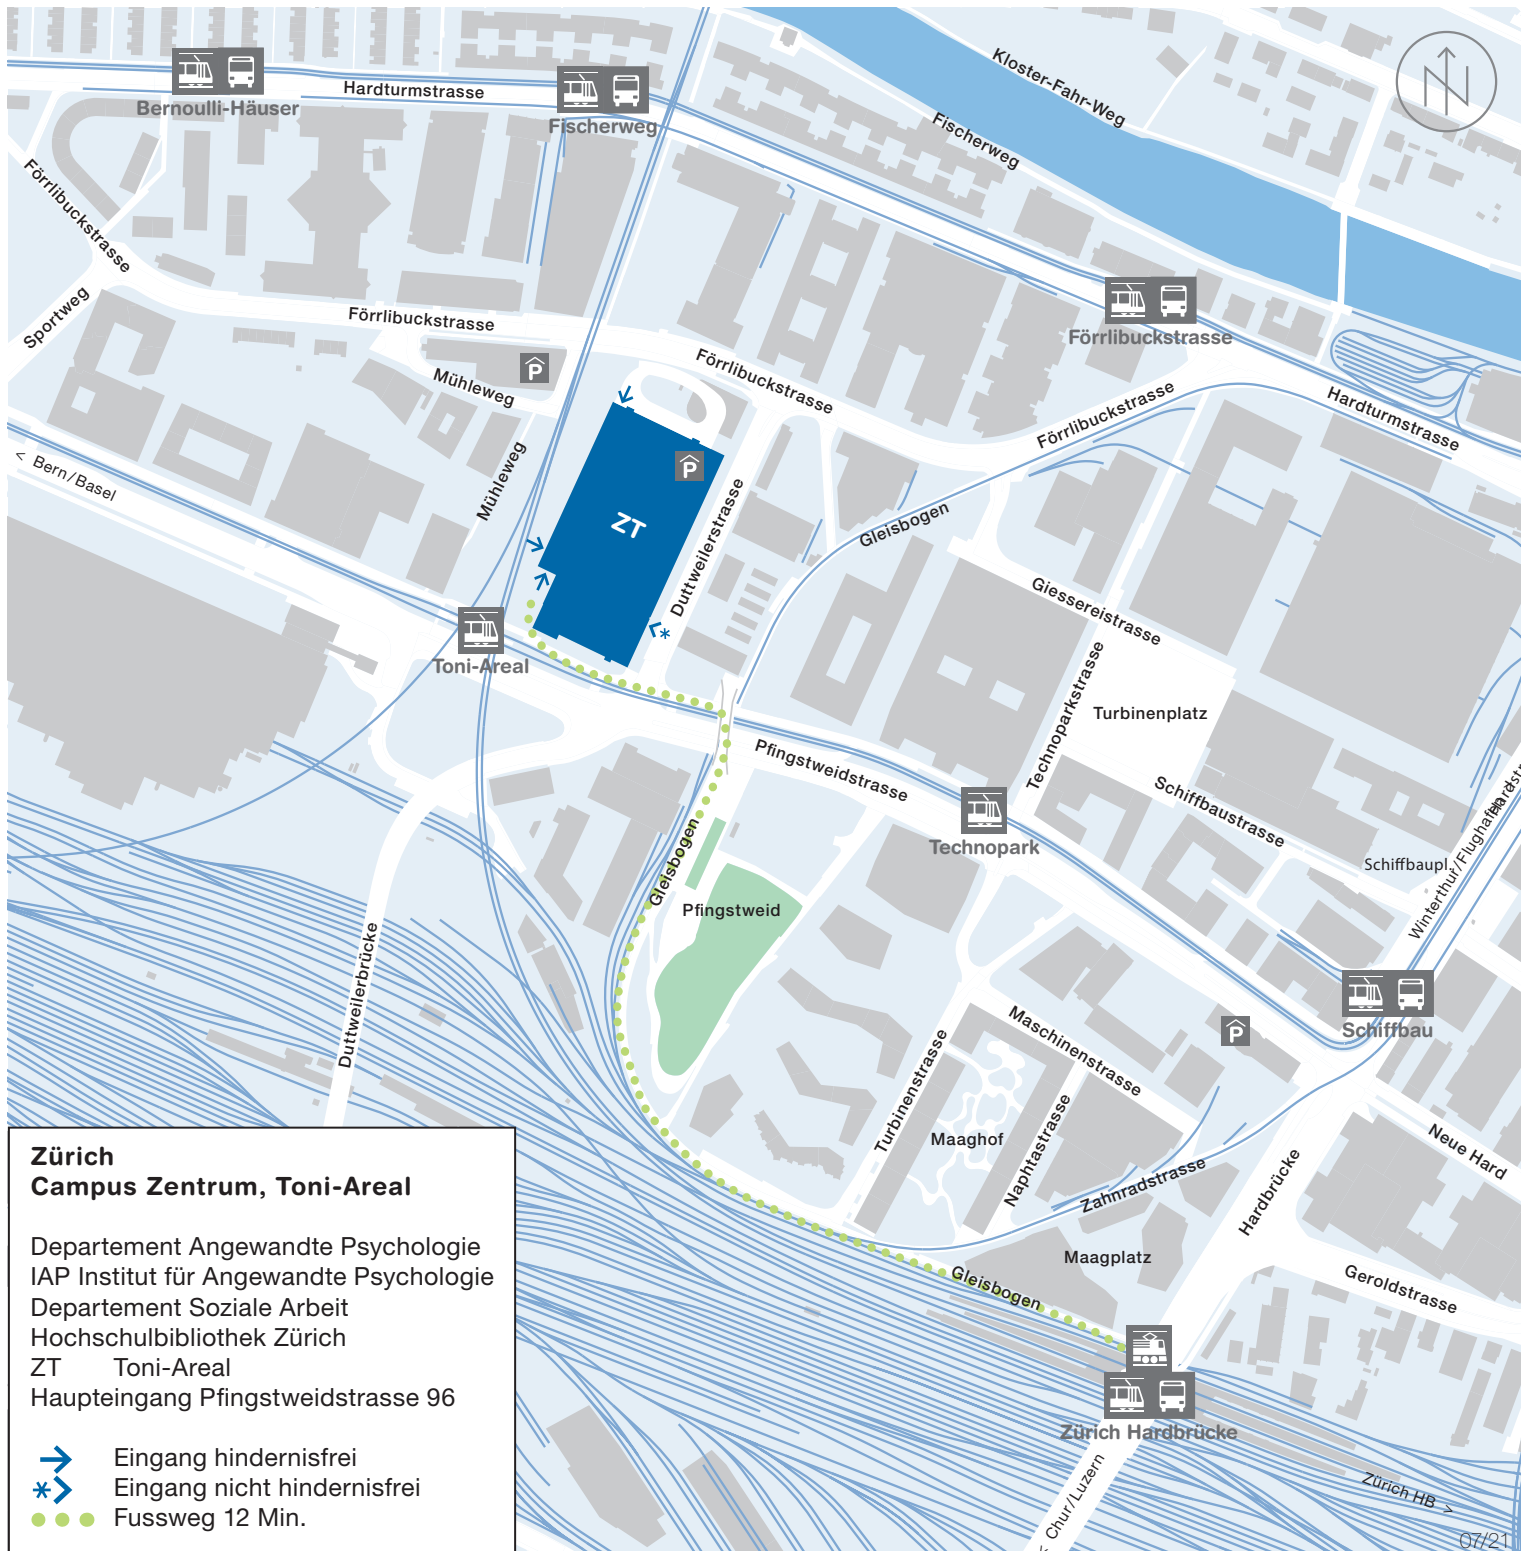 Kloster-Fahr-Weg
Hardturmstrasse
Bernoulli-Häuser
Fischerweg
Fischerweg
Förrlibuckstrasse
Sportweg
Förrlibuckstrasse
Förrlibuckstrasse
P
Mühleweg
Förrlibuckstrasse
Förrlibuckstrasse
Hardturmstrasse
< Bern/Basel
Mühleweg
P
ZT
Duttweilerstrasse
Gleisbogen
Giessereistrasse
Toni-Areal
Technoparkstrasse
Turbinenplatz
Pfingstweidstrasse
Schiffbaustrasse
Technopark
Gleisbogen
Schiffbaupl.
Winterthur/Flughafen >
Pfingstweid
Duttweilerbrücke
Schiffbau
P
Maschinenstrasse
Turbinenstrasse
Maaghof
Naphtastrasse
Zahnradstrasse
Neue Hard
Hardbrücke
Maagplatz
Gleisbogen
Geroldstrasse
Zürich Hardbrücke
Zürich HB >
< Chur/Luzern
Zürich
Campus Zentrum, Toni-Areal
Departement Angewandte Psychologie
IAP Institut für Angewandte Psychologie
Departement Soziale Arbeit
Hochschulbibliothek Zürich
ZT Toni-Areal
Haupteingang Pfingstweidstrasse 96
Eingang hindernisfrei
Eingang nicht hindernisfrei
Fussweg 12 Min.
07/21